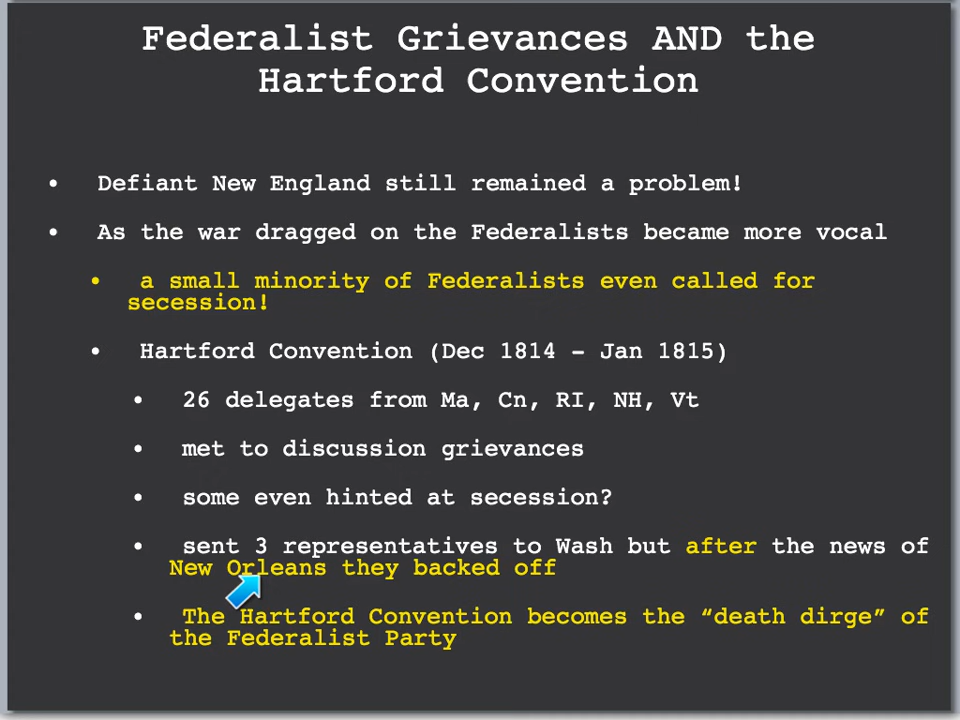 Federalist Grievances AND the
Hartford Convention
• Defiant New England still remained a problem!
• As the war dragged on the Federalists became more vocal
• a small minority of Federalists even called for
secession!
• Hartford Convention (Dec 1814 – Jan 1815)
• 26 delegates from Ma, Cn, RI, NH, Vt
• met to discussion grievances
• some even hinted at secession?
• sent 3 representatives to Wash but after the news of
New Orleans they backed off
• The Hartford Convention becomes the “death dirge” of
the Federalist Party